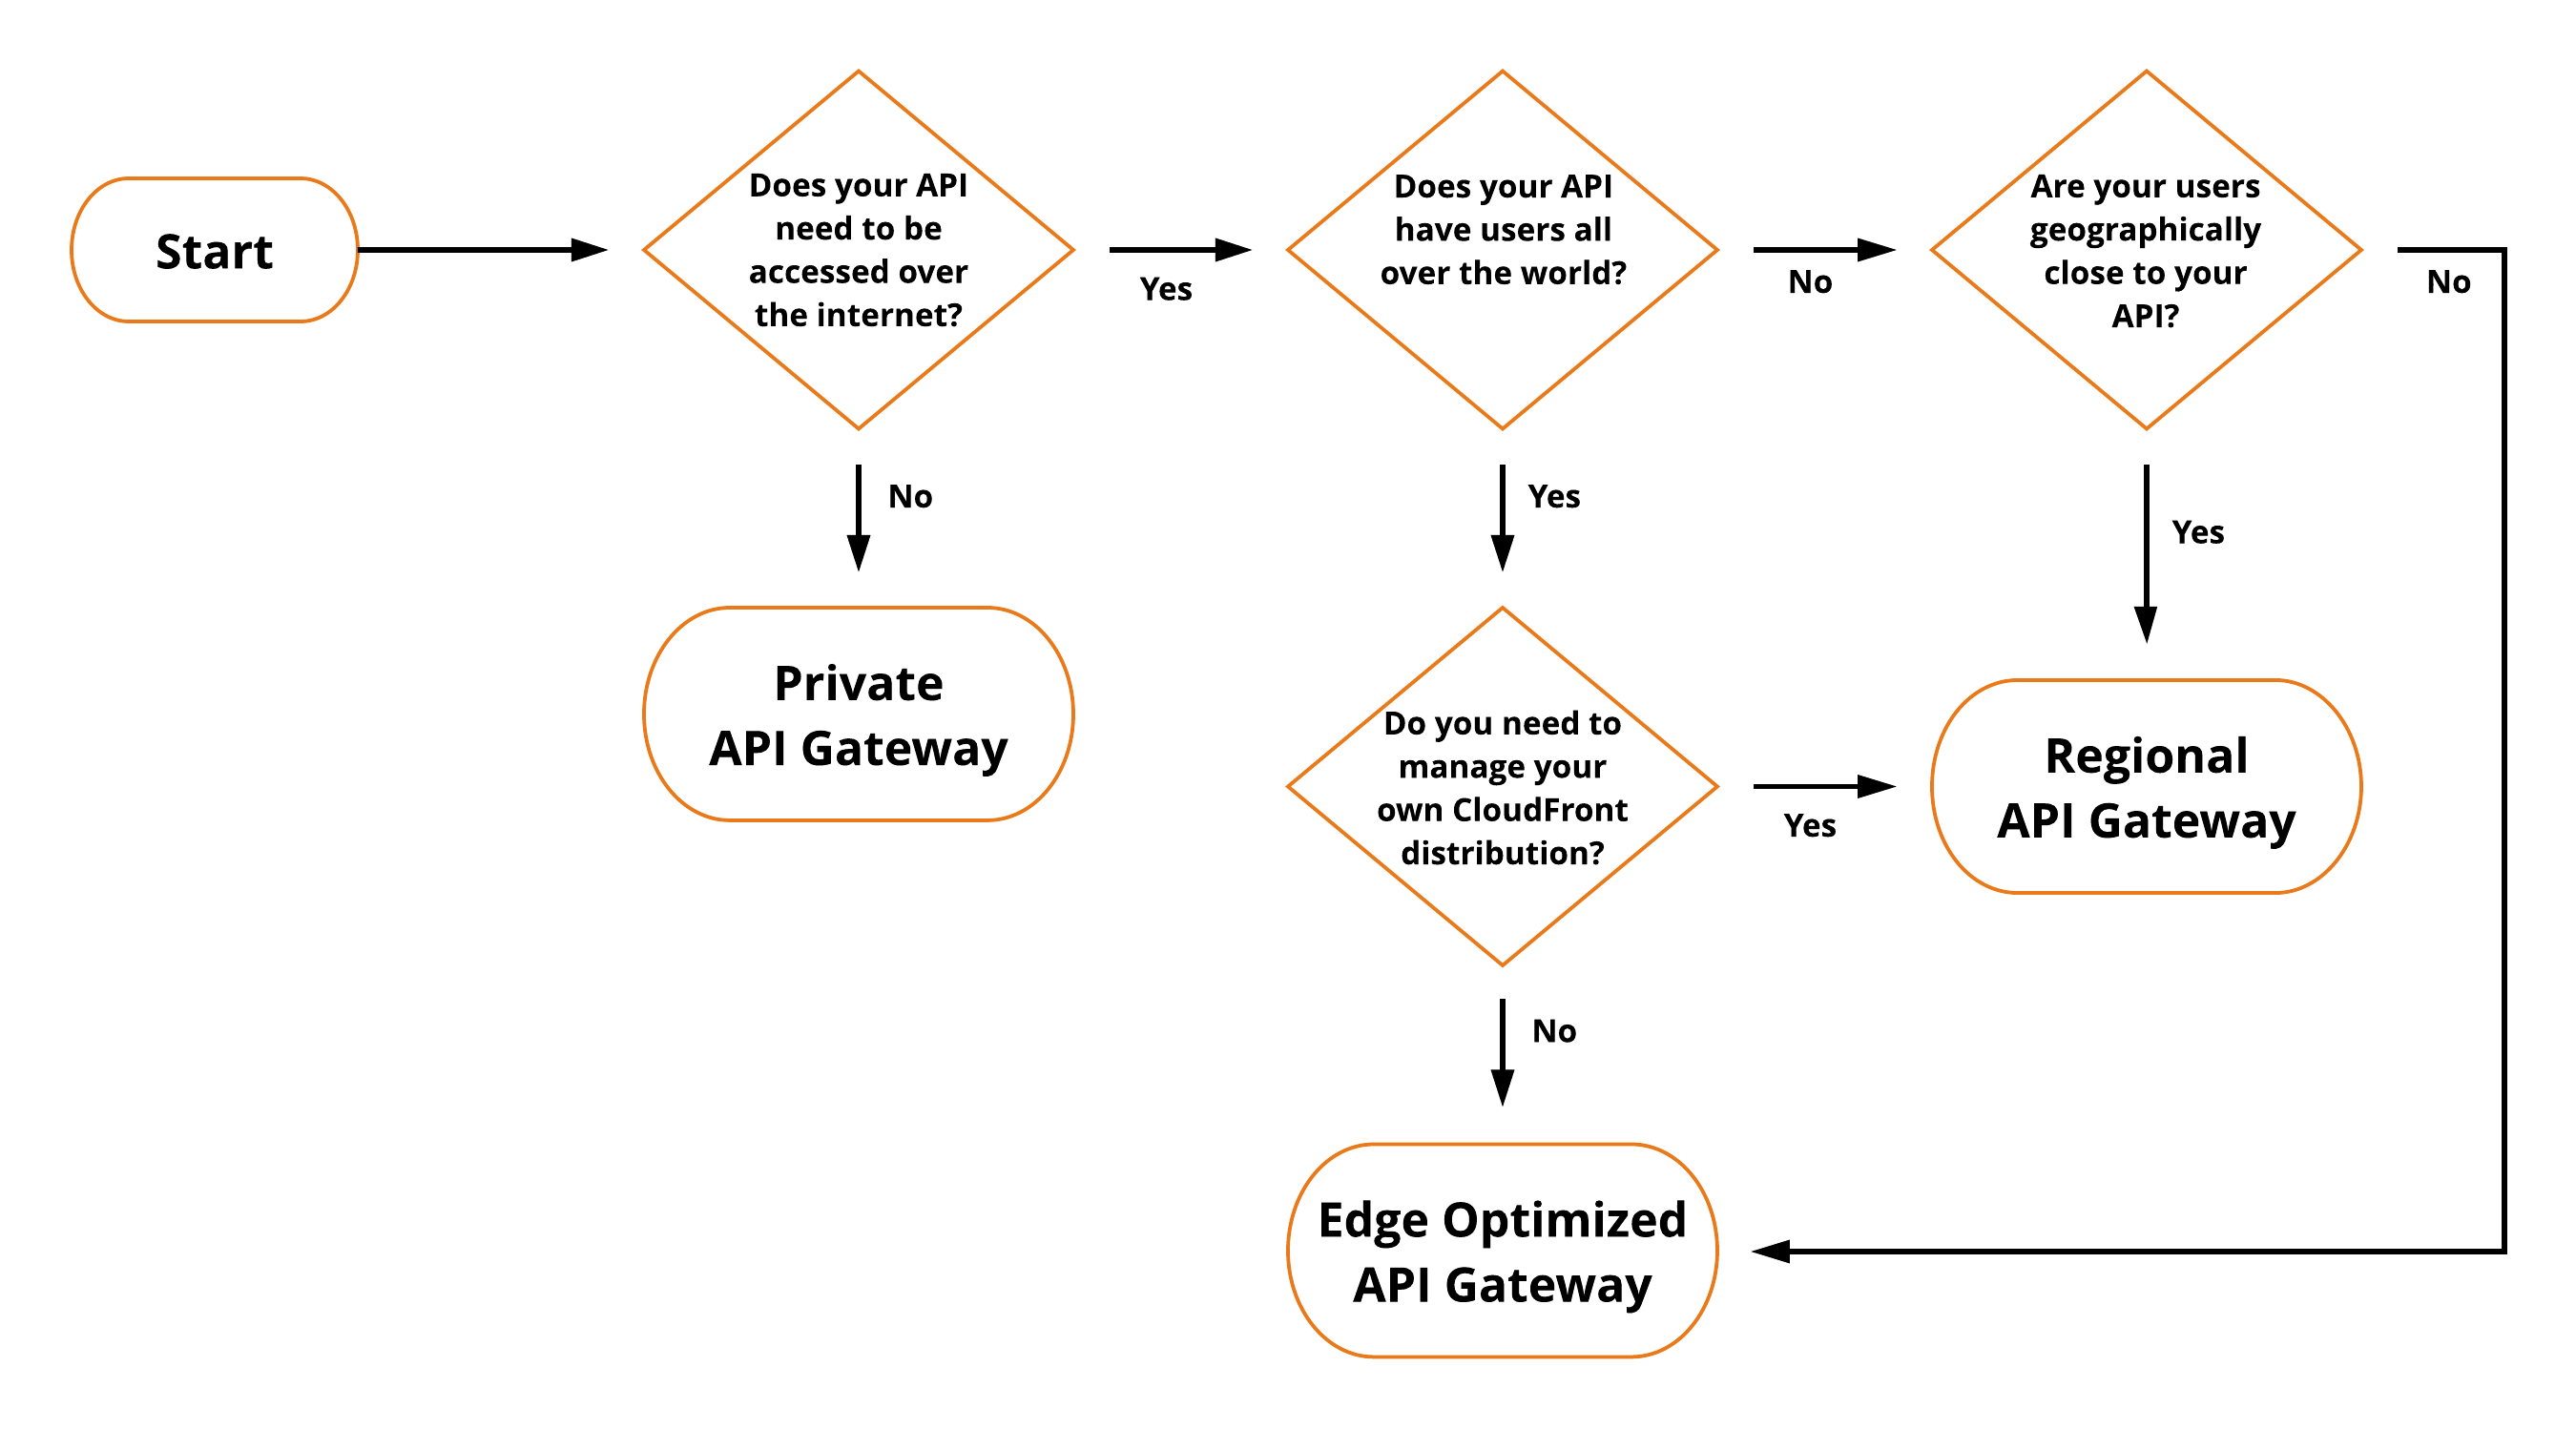 Start
Does your API
need to be
accessed over
the internet?
Yes
Does your API
have users all
over the world?
No
Are your users
geographically
close to your
API?
No
No
Yes
Yes
Private
API Gateway
Do you need to
manage your
own CloudFront
distribution?
Yes
Regional
API Gateway
No
Edge Optimized
API Gateway